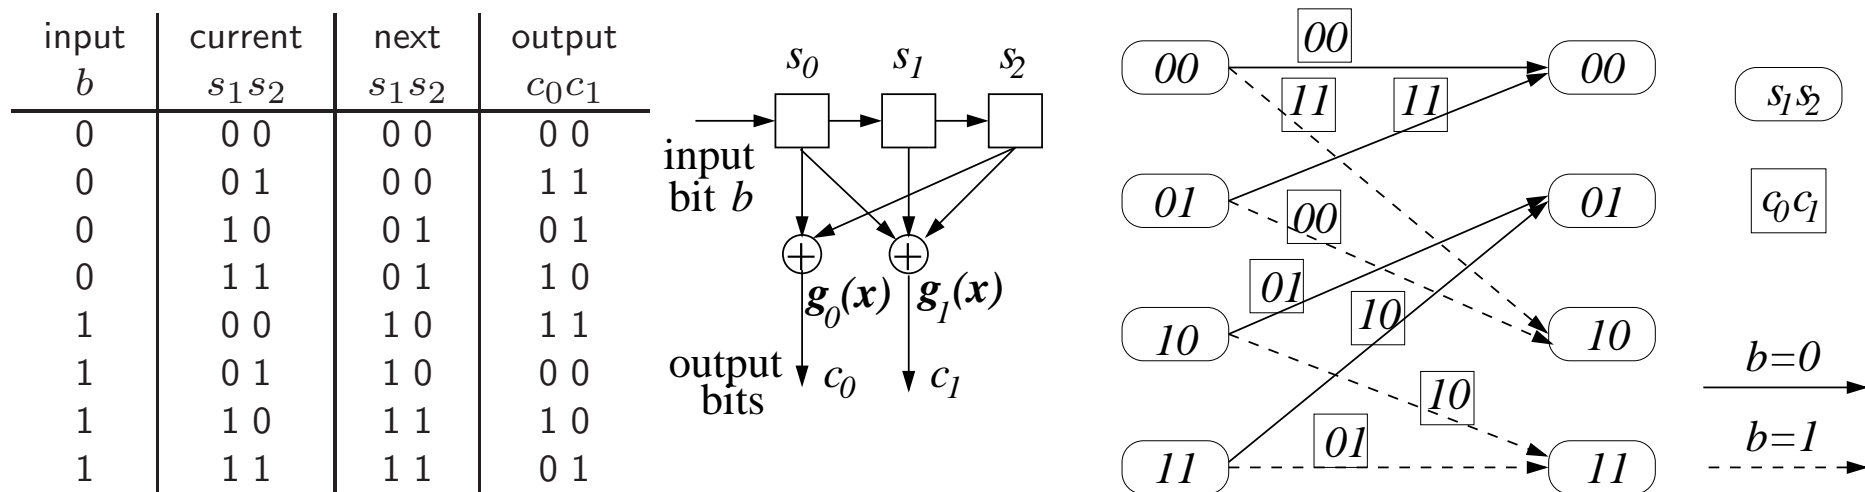 input current next output
b s₁s₂ s₁s₂ c₀c₁
0 0 0 0 0 0 0
0 0 1 0 0 1 1
0 1 0 0 1 0 1
0 1 1 0 1 1 0
1 0 0 1 0 1 1
1 0 1 1 0 0 0
1 1 0 1 1 1 0
1 1 1 1 1 0 1
s₀ s₁ s₂
input
bit b
+ +
g₀(x) g₁(x)
output
bits
c₀ c₁
00
00 00
11 11
01 01
00
01
10
10 10
10
01
11 11
s₁s₂
c₀c₁
b=0
b=1